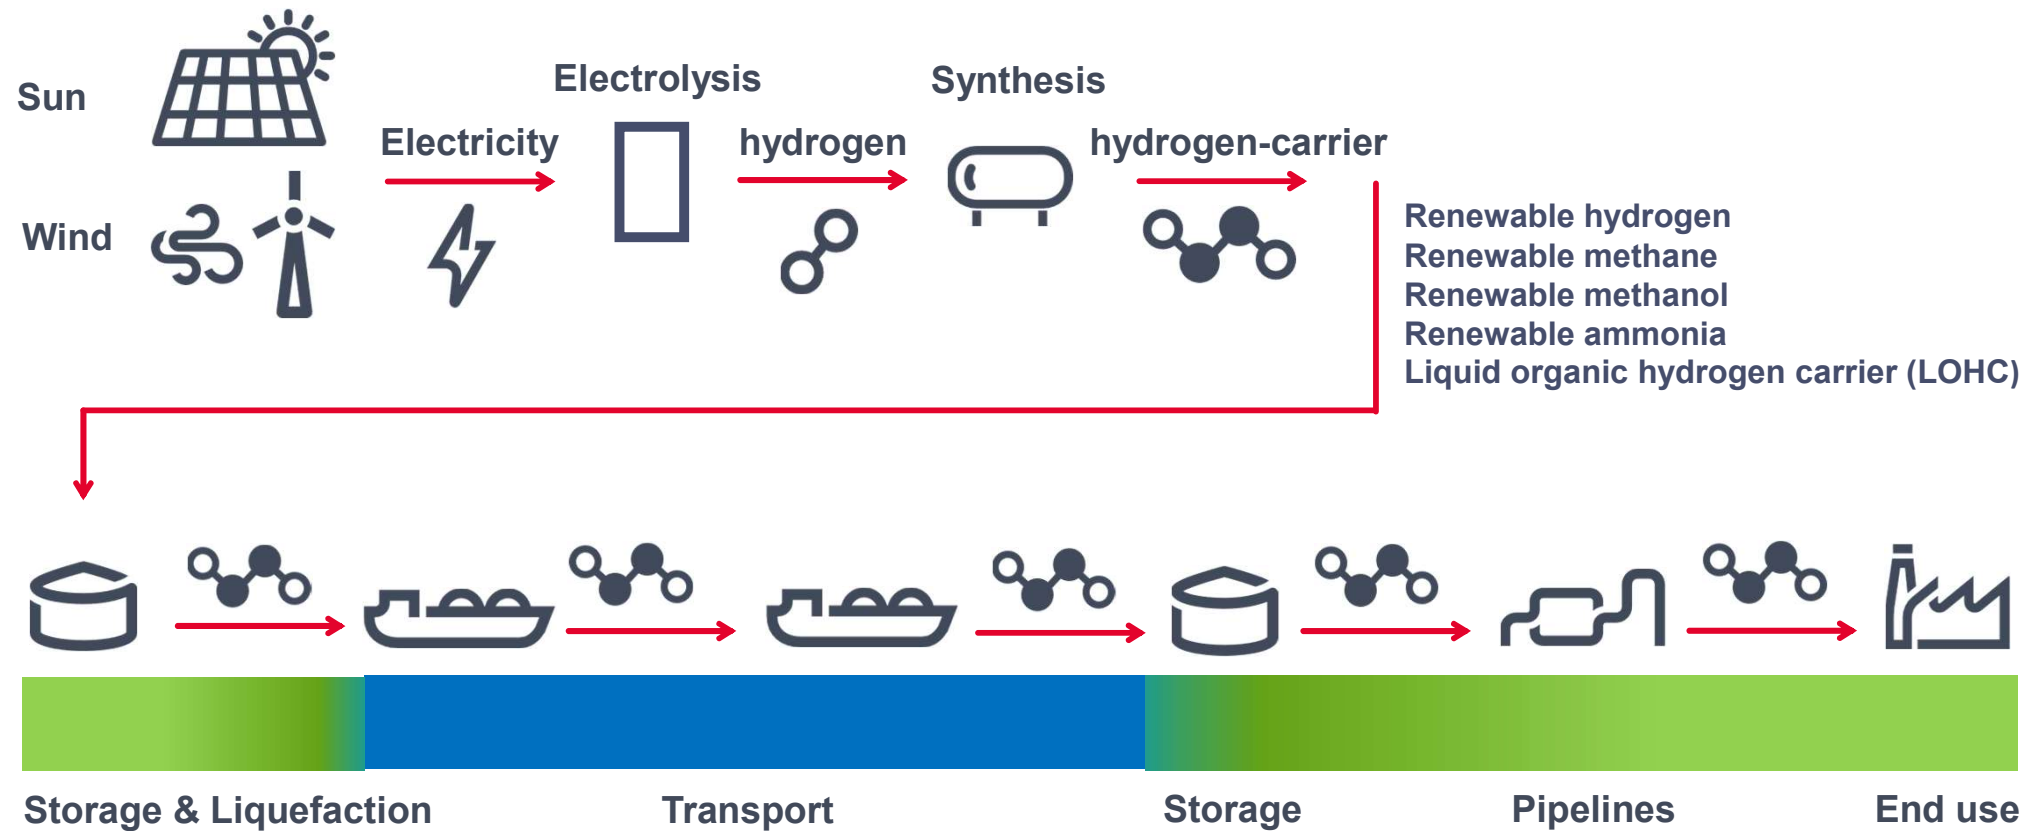 Sun
Wind
Electricity
Electrolysis
hydrogen
Synthesis
hydrogen-carrier
Renewable hydrogen
Renewable methane
Renewable methanol
Renewable ammonia
Liquid organic hydrogen carrier (LOHC)
Storage & Liquefaction
Transport
Storage
Pipelines
End use